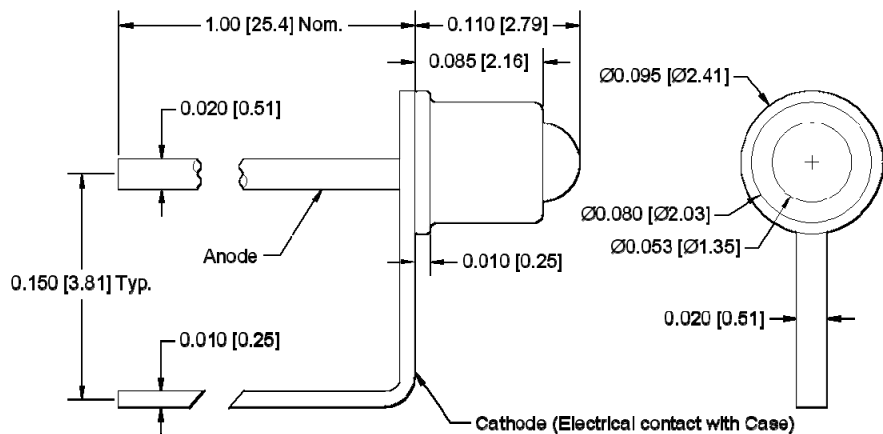 1.00 [25.4] Nom.
0.110 [2.79]
0.085 [2.16]
Ø0.095 [Ø2.41]
0.020 [0.51]
Ø0.080 [Ø2.03]
Ø0.053 [Ø1.35]
Anode
0.010 [0.25]
0.150 [3.81] Typ.
0.020 [0.51]
0.010 [0.25]
Cathode (Electrical contact with Case)